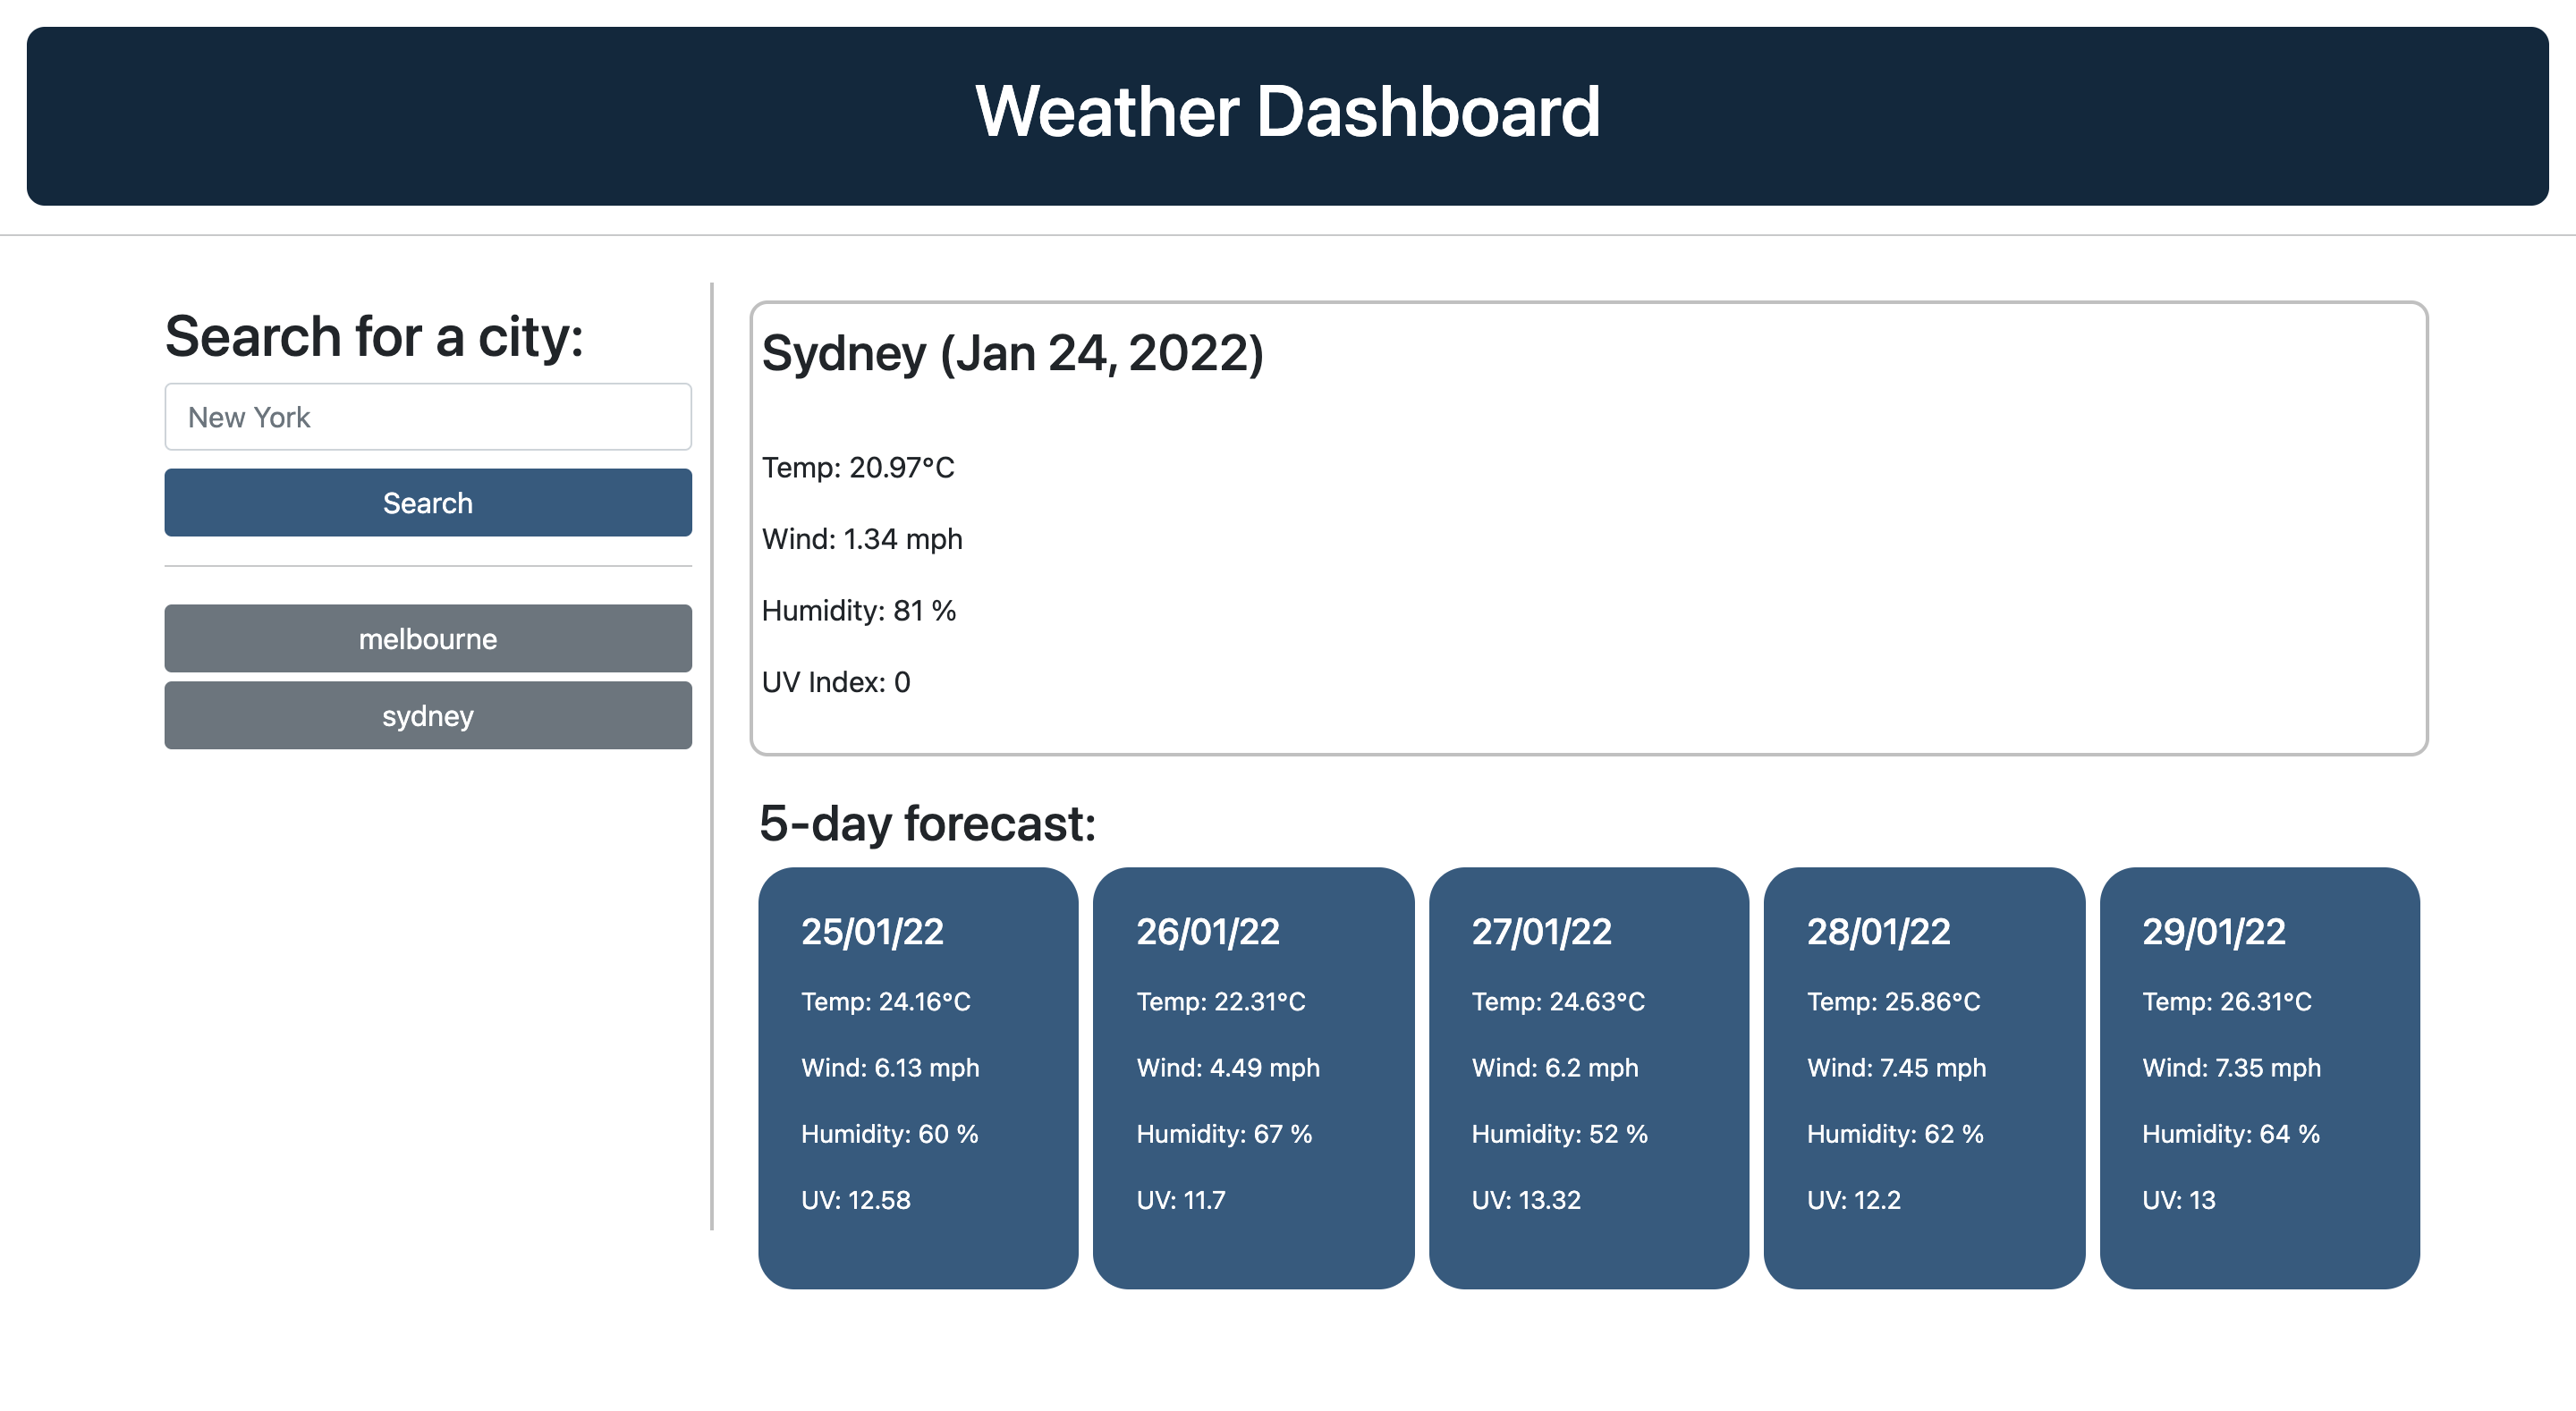 Weather Dashboard
Search for a city:
New York
Search
melbourne
sydney
Sydney (Jan 24, 2022)
Temp: 20.97°C
Wind: 1.34 mph
Humidity: 81 %
UV Index: 0
5-day forecast:
25/01/22
Temp: 24.16°C
Wind: 6.13 mph
Humidity: 60 %
UV: 12.58
26/01/22
Temp: 22.31°C
Wind: 4.49 mph
Humidity: 67 %
UV: 11.7
27/01/22
Temp: 24.63°C
Wind: 6.2 mph
Humidity: 52 %
UV: 13.32
28/01/22
Temp: 25.86°C
Wind: 7.45 mph
Humidity: 62 %
UV: 12.2
29/01/22
Temp: 26.31°C
Wind: 7.35 mph
Humidity: 64 %
UV: 13